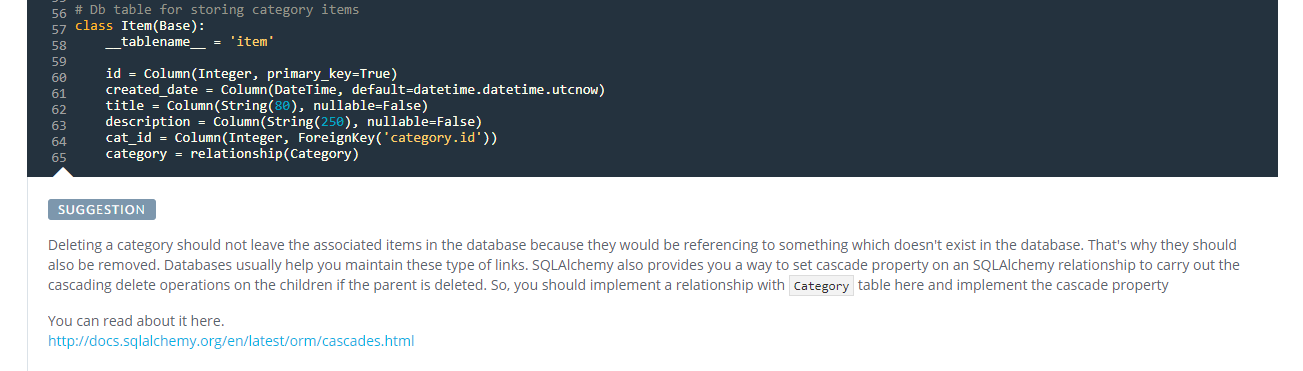 56 # Db table for storing category items
57 class Item(Base):
58     __tablename__ = 'item'
59
60     id = Column(Integer, primary_key=True)
61     created_date = Column(DateTime, default=datetime.datetime.utcnow)
62     title = Column(String(80), nullable=False)
63     description = Column(String(250), nullable=False)
64     cat_id = Column(Integer, ForeignKey('category.id'))
65     category = relationship(Category)
SUGGESTION
Deleting a category should not leave the associated items in the database because they would be referencing to something which doesn't exist in the database. That's why they should
also be removed. Databases usually help you maintain these type of links. SQLAlchemy also provides you a way to set cascade property on an SQLAlchemy relationship to carry out the
cascading delete operations on the children if the parent is deleted. So, you should implement a relationship with Category table here and implement the cascade property
You can read about it here.
http://docs.sqlalchemy.org/en/latest/orm/cascades.html